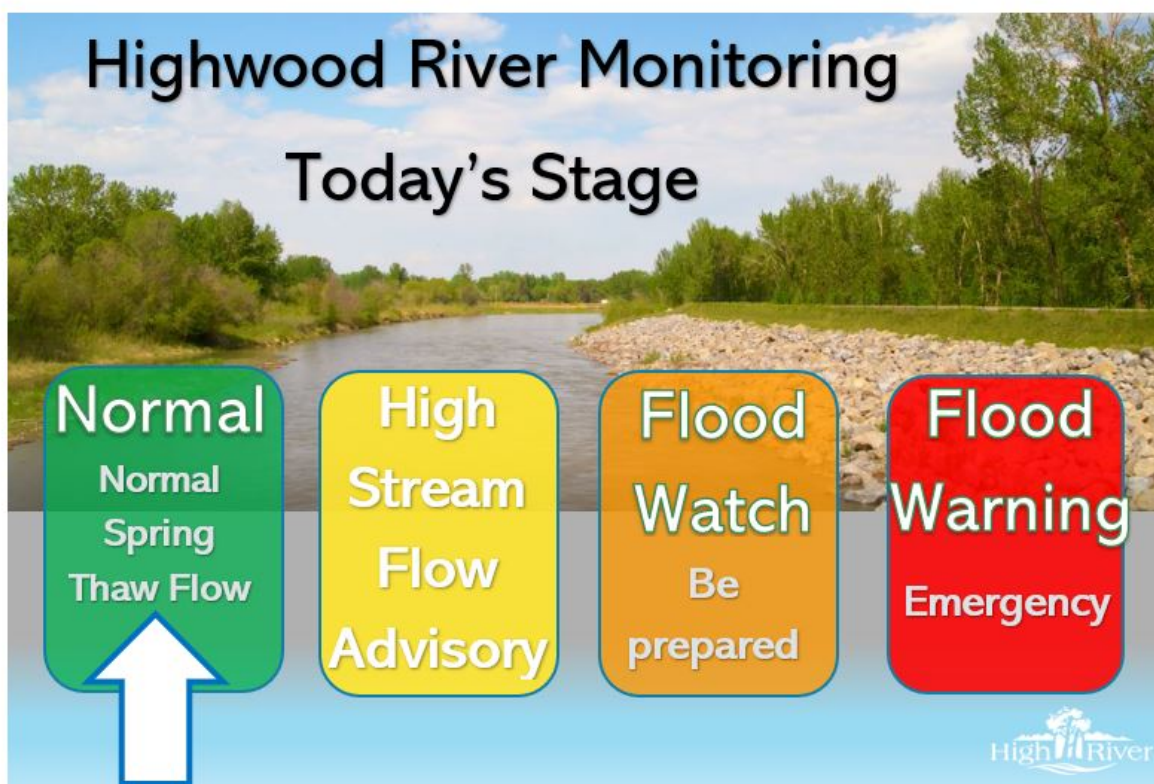 Highwood River Monitoring
Today's Stage
Normal
Normal
Spring
Thaw Flow
High
Stream
Flow
Advisory
Flood
Watch
Be
prepared
Flood
Warning
Emergency
High River